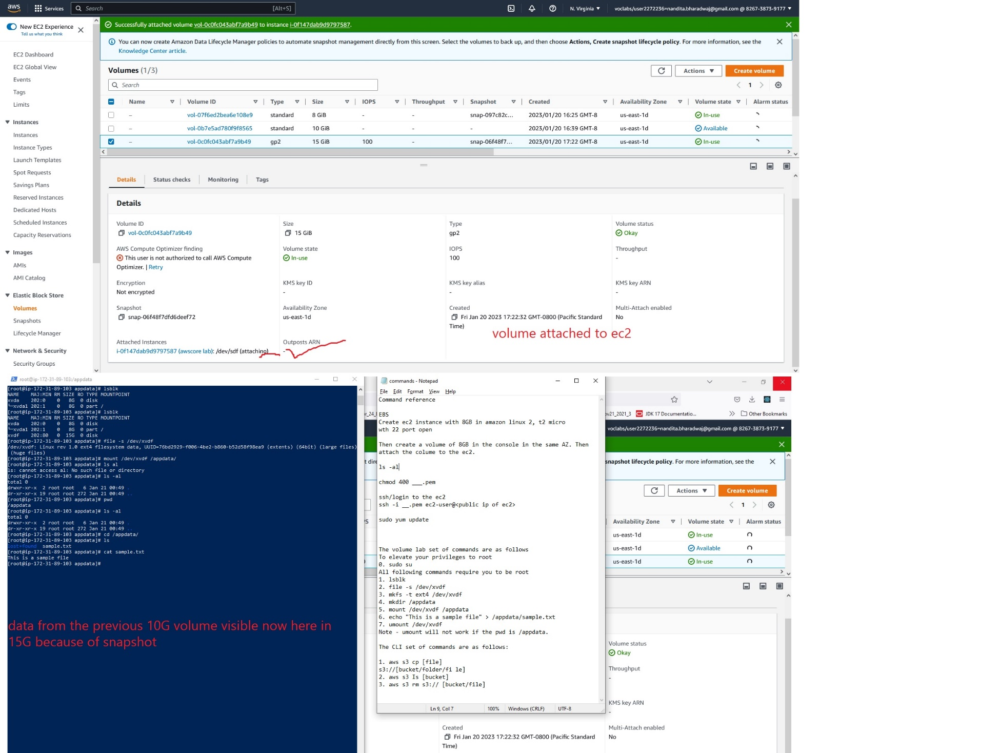 aws Services Search [Alt+S] N. Virginia voclabs/user2272236=nandita.bharadwaj@gmail.com @ 8267-3873-9177
New EC2 Experience
Tell us what you think
EC2 Dashboard
EC2 Global View
Events
Tags
Limits
Instances
Instances
Instance Types
Launch Templates
Spot Requests
Savings Plans
Reserved Instances
Dedicated Hosts
Scheduled Instances
Capacity Reservations
Images
AMIs
AMI Catalog
Elastic Block Store
Volumes
Snapshots
Lifecycle Manager
Network & Security
Security Groups
Successfully attached volume vol-0c0fc043abf7a9b49 to instance i-0f147dab9d9797587.
You can now create Amazon Data Lifecycle Manager policies to automate snapshot management directly from this screen. Select the volumes to back up, and then choose Actions, Create snapshot lifecycle policy. For more information, see the
Knowledge Center article.
Volumes (1/3)
Actions
Create volume
Search
1
Name Volume ID Type Size IOPS Throughput Snapshot Created Availability Zone Volume state Alarm status
– vol-07f6ed2bea6e108e9 standard 8 GiB - - snap-097c82c... 2023/01/20 16:25 GMT-8 us-east-1d In-use
– vol-0b7e5ad780f9f8565 standard 10 GiB - - - 2023/01/20 16:39 GMT-8 us-east-1d Available
– vol-0c0fc043abf7a9b49 gp2 15 GiB 100 - snap-06f48f7... 2023/01/20 17:22 GMT-8 us-east-1d In-use
Details Status checks Monitoring Tags
Details
Volume ID
vol-0c0fc043abf7a9b49
Size
15 GiB
Type
gp2
Volume status
Okay
AWS Compute Optimizer finding
This user is not authorized to call AWS Compute
Optimizer. | Retry
Volume state
In-use
IOPS
100
Throughput
-
Encryption
Not encrypted
KMS key ID
-
KMS key alias
-
KMS key ARN
-
Snapshot
snap-06f48f7dfd6deef72
Availability Zone
us-east-1d
Created
Fri Jan 20 2023 17:22:32 GMT-0800 (Pacific Standard
Time)
Multi-Attach enabled
No
Attached Instances
i-0f147dab9d9797587 (awscore lab): /dev/sdf (attaching)
Outposts ARN
-
volume attached to ec2
root@ip-172-31-89-103:/appdata
[root@ip-172-31-89-103 appdata]# lsblk
NAME MAJ:MIN RM SIZE RO TYPE MOUNTPOINT
xvda 202:0 0 8G 0 disk
└─xvda1 202:1 0 8G 0 part /
[root@ip-172-31-89-103 appdata]# lsblk
NAME MAJ:MIN RM SIZE RO TYPE MOUNTPOINT
xvda 202:0 0 8G 0 disk
└─xvda1 202:1 0 8G 0 part /
xvdf 202:80 0 15G 0 disk
[root@ip-172-31-89-103 appdata]# file -s /dev/xvdf
/dev/xvdf: Linux rev 1.0 ext4 filesystem data, UUID=76bd2929-f006-4be2-b860-b52d58f98ea9 (extents) (64bit) (large files)
(huge files)
[root@ip-172-31-89-103 appdata]# mount /dev/xvdf /appdata/
[root@ip-172-31-89-103 appdata]# ls al
ls: cannot access al: No such file or directory
[root@ip-172-31-89-103 appdata]# ls -al
total 0
drwxr-xr-x 2 root root 6 Jan 21 00:49 .
dr-xr-xr-x 19 root root 272 Jan 21 00:49 ..
[root@ip-172-31-89-103 appdata]# pwd
/appdata
[root@ip-172-31-89-103 appdata]# ls -al
total 0
drwxr-xr-x 2 root root 6 Jan 21 00:49 .
dr-xr-xr-x 19 root root 272 Jan 21 00:49 ..
[root@ip-172-31-89-103 appdata]# cd /appdata/
[root@ip-172-31-89-103 appdata]# ls
lost+found sample.txt
[root@ip-172-31-89-103 appdata]# cat sample.txt
This is a sample file
[root@ip-172-31-89-103 appdata]#
data from the previous 10G volume visible now here in
15G because of snapshot
commands - Notepad
File Edit Format View Help
Command reference
EBS
Create ec2 instance with 8GB in amazon linux 2, t2 micro
wth 22 port open
Then create a volume of 8GB in the console in the same AZ. Then
attach the colume to the ec2.
ls -al
chmod 400 ___.pem
ssh/login to the ec2
ssh -i __.pem ec2-user@<public ip of ec2>
sudo yum update
The volume lab set of commands are as follows
To elevate your privileges to root
0. sudo su
All following commands require you to be root
1. lsblk
2. file -s /dev/xvdf
3. mkfs -t ext4 /dev/xvdf
4. mkdir /appdata
5. mount /dev/xvdf /appdata
6. echo "This is a sample file" > /appdata/sample.txt
7. umount /dev/xvdf
Note - umount will not work if the pwd is /appdata.
The CLI set of commands are as follows:
1. aws s3 cp [file]
s3://[bucket/folder/fi le]
2. aws s3 Is [bucket]
3. aws s3 rm s3:// [bucket/file]
Ln 9, Col 7 100% Windows (CRLF) UTF-8
ov21_2021_3 JDK 17 Documentatio... Other Bookmarks
voclabs/user2272236=nandita.bharadwaj@gmail.com @ 8267-3873-9177
snapshot lifecycle policy. For more information, see the
Actions
Create volume
1
Availability Zone Volume state Alarm status
us-east-1d In-use
us-east-1d Available
us-east-1d In-use
Volume status
Okay
Throughput
-
KMS key ARN
-
Created
Fri Jan 20 2023 17:22:32 GMT-0800 (Pacific Standard
Time)
Multi-Attach enabled
No